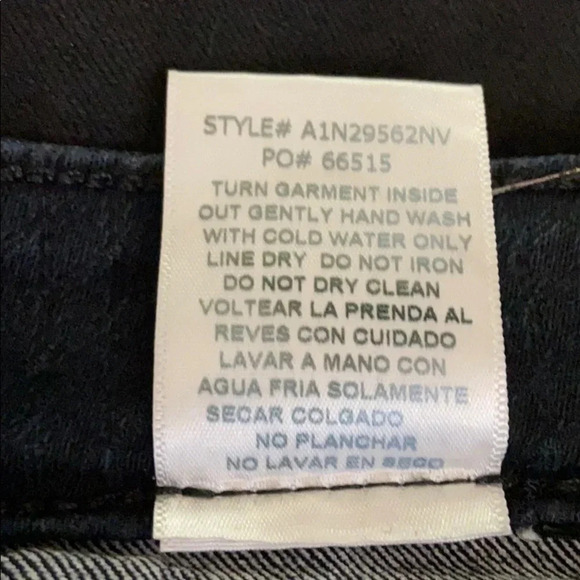 STYLE# A1N29562NV
PO# 66515
TURN GARMENT INSIDE
OUT GENTLY HAND WASH
WITH COLD WATER ONLY
LINE DRY DO NOT IRON
DO NOT DRY CLEAN
VOLTEAR LA PRENDA AL
REVES CON CUIDADO
LAVAR A MANO CON
AGUA FRIA SOLAMENTE
SECAR COLGADO
NO PLANCHAR
NO LAVAR EN SECO